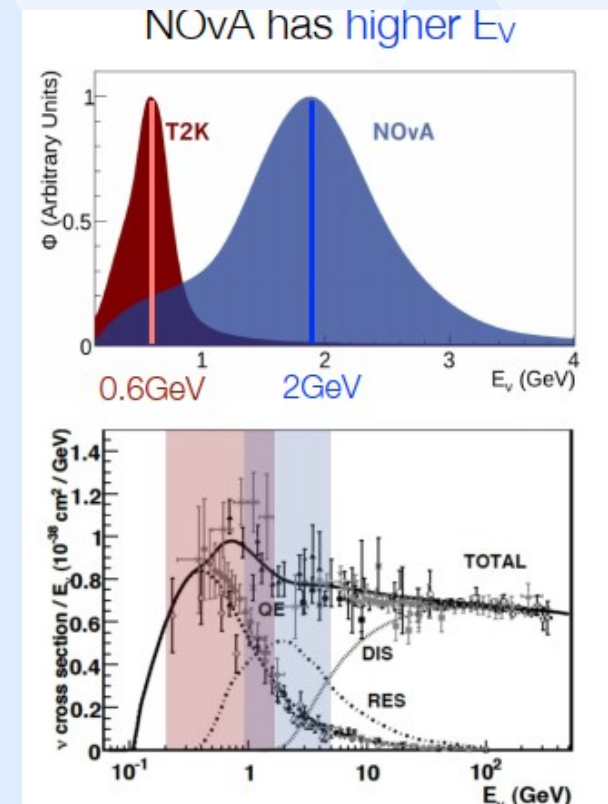 NOvA has higher Eν
Φ (Arbitrary Units)
1
0.5
0
T2K
NOvA
1
2
3
4
Eν (GeV)
0.6GeV
2GeV
ν cross section / Eν (10⁻³⁸ cm² / GeV)
1.4
1.2
1
0.8
0.6
0.4
0.2
0
TOTAL
QE
DIS
RES
10⁻¹
1
10
10²
Eν (GeV)